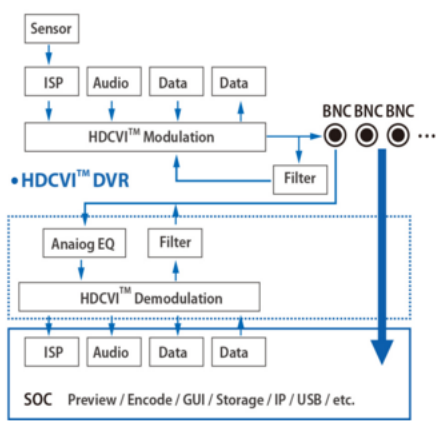 Sensor
ISP Audio Data Data
BNC BNC BNC
HDCVI™ Modulation
...
Filter
•HDCVI™ DVR
Anaiog EQ Filter
HDCVI™ Demodulation
ISP Audio Data Data
SOC Preview / Encode / GUI / Storage / IP / USB / etc.